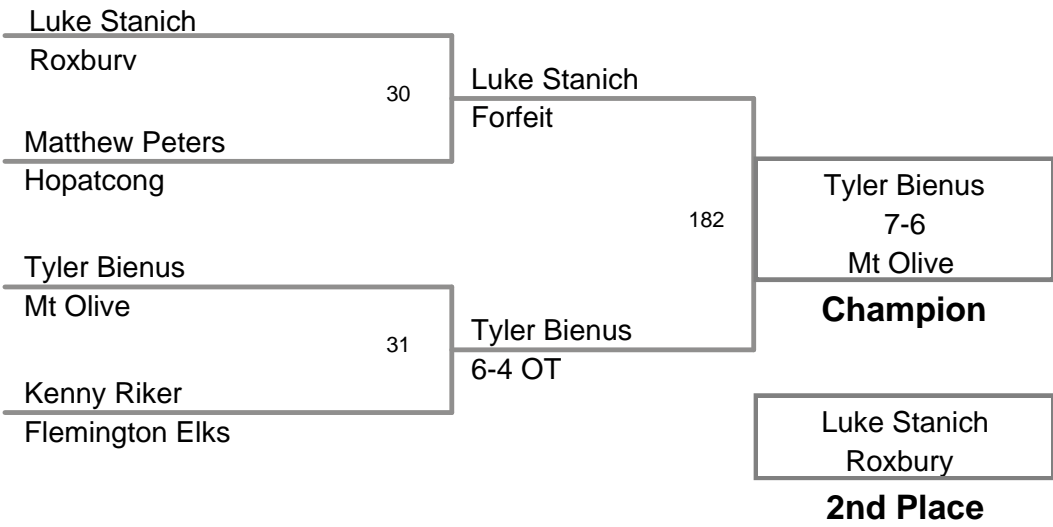 Luke Stanich
Roxburv
30
Matthew Peters
Hopatcong
Luke Stanich
Forfeit
Tyler Bienus
Mt Olive
31
Kenny Riker
Flemington Elks
Tyler Bienus
6-4 OT
182
Tyler Bienus
7-6
Mt Olive
Champion
Luke Stanich
Roxbury
2nd Place